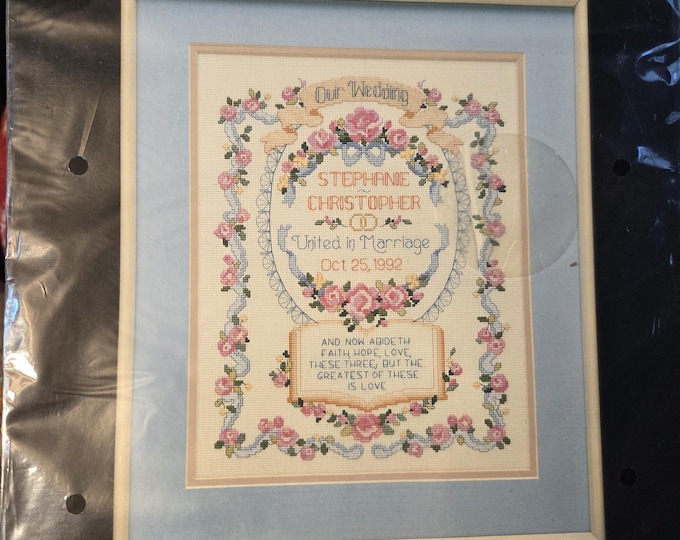 Our Wedding
STEPHANIE
~
CHRISTOPHER
United in Marriage
Oct. 25, 1992
AND NOW ABIDETH
FAITH, HOPE, LOVE,
THESE THREE; BUT THE
GREATEST OF THESE
IS LOVE